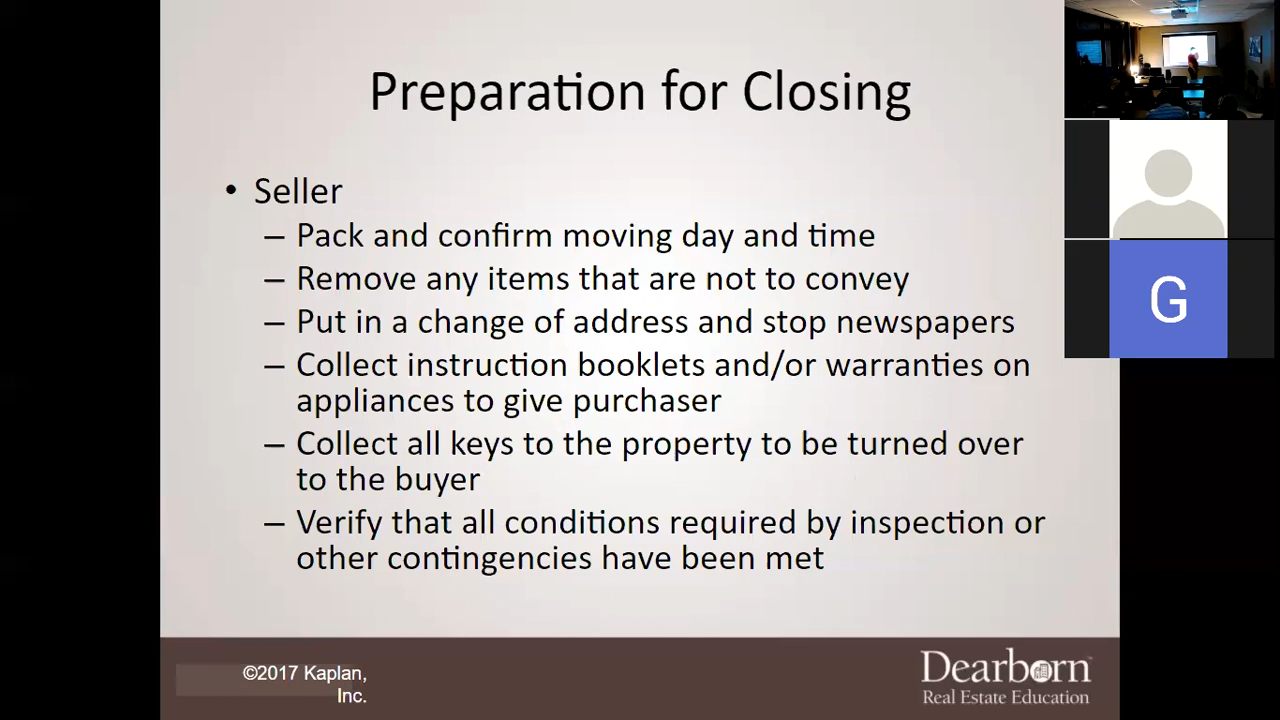 Preparation for Closing
• Seller
– Pack and confirm moving day and time
– Remove any items that are not to convey
– Put in a change of address and stop newspapers
– Collect instruction booklets and/or warranties on
appliances to give purchaser
– Collect all keys to the property to be turned over
to the buyer
– Verify that all conditions required by inspection or
other contingencies have been met
G
©2017 Kaplan,
Inc.
Dearborn™
Real Estate Education